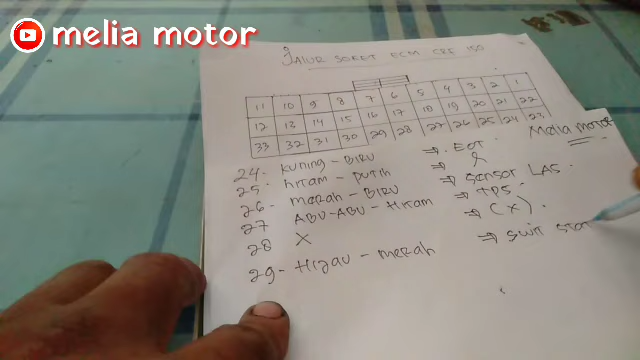 melia motor
JALUR SOKET ECM CRF 150
11 10 9 8 7 6 5 4 3 2 1
12 13 14 15 16 17 18 19 20 21 22
33 32 31 30 29 28 27 26 25 24 23
Melia motor
24. Kuning - BIRU ⇒ EOT.
25. HITAM - PUTIH ⇒
26. MERAH - BIRU ⇒ SENSOR LAS.
27 ABU-ABU - HITAM ⇒ TPS.
28 X ⇒ (X).
29 - HIJAU - MERAH ⇒ SWIT